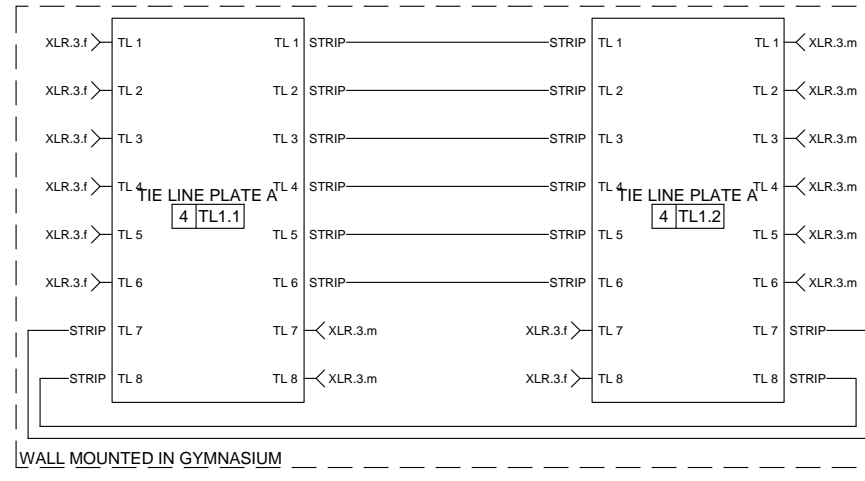 XLR.3.f TL 1 TL 1 STRIP STRIP TL 1 TL 1 XLR.3.m
XLR.3.f TL 2 TL 2 STRIP STRIP TL 2 TL 2 XLR.3.m
XLR.3.f TL 3 TL 3 STRIP STRIP TL 3 TL 3 XLR.3.m
XLR.3.f TL 4 TL 4 STRIP STRIP TL 4 TL 4 XLR.3.m
TIE LINE PLATE A TIE LINE PLATE A
4 TL1.1 4 TL1.2
XLR.3.f TL 5 TL 5 STRIP STRIP TL 5 TL 5 XLR.3.m
XLR.3.f TL 6 TL 6 STRIP STRIP TL 6 TL 6 XLR.3.m
STRIP TL 7 TL 7 XLR.3.m XLR.3.f TL 7 TL 7 STRIP
STRIP TL 8 TL 8 XLR.3.m XLR.3.f TL 8 TL 8 STRIP
WALL MOUNTED IN GYMNASIUM